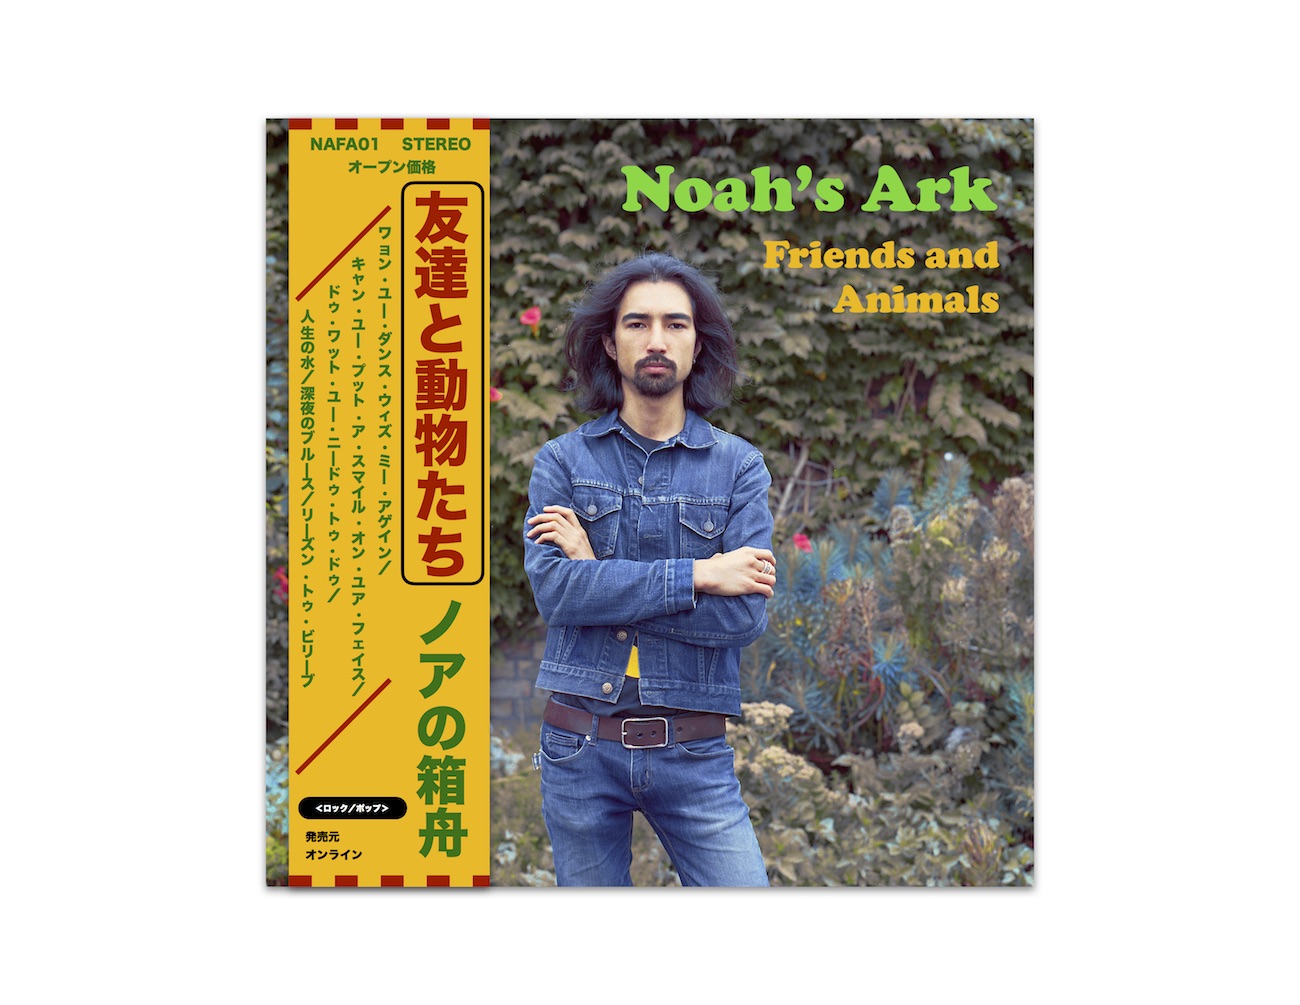 NAFA01 STEREO
オープン価格
友達と動物たち
ノアの箱舟
ワョン・ユー・ダンス・ウィズ・ミー・アゲイン/
キャン・ユー・プット・ア・スマイル・オン・ユア・フェイス/
ドゥ・ワット・ユー・ニードゥ・トゥ・ドゥ/
人生の水/深夜のブルース/リーズン・トゥ・ビリーブ
<ロック/ポップ>
発売元
オンライン
Noah's Ark
Friends and
Animals